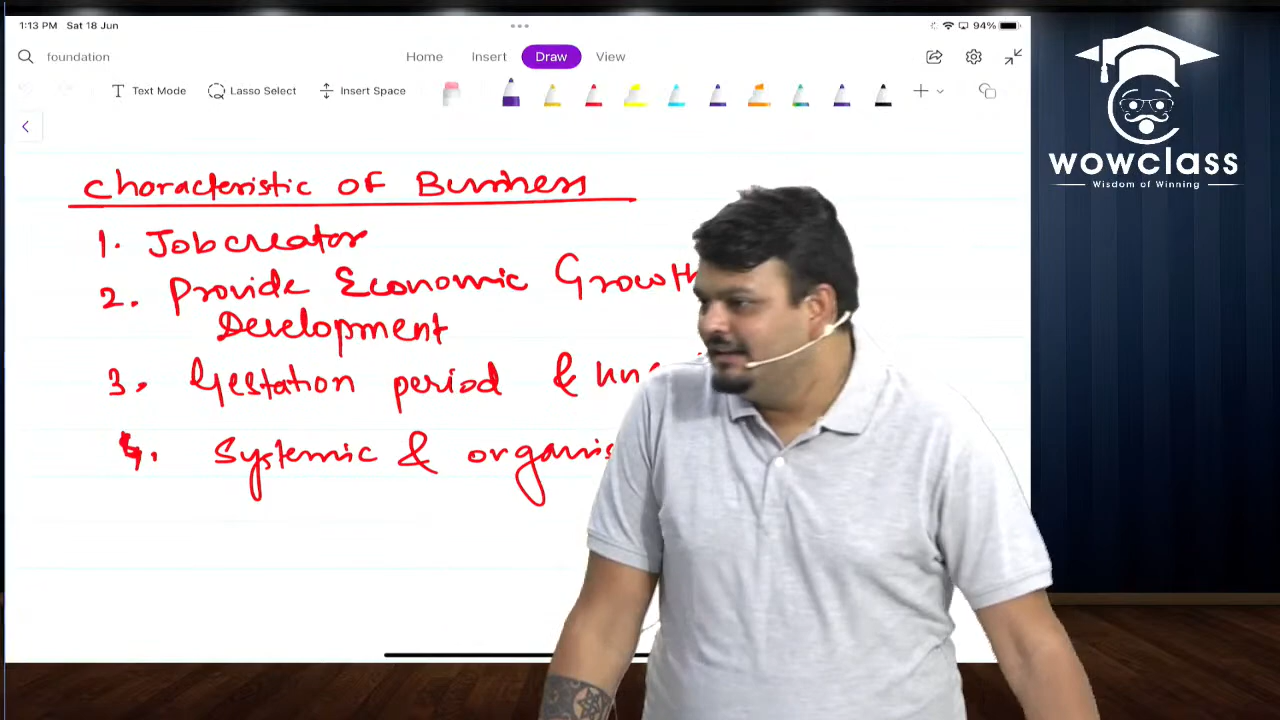 1:13 PM Sat 18 Jun
94%
foundation
Home Insert Draw View
Text Mode Lasso Select Insert Space
Characteristic of Business
1. Job creator
2. Provide Economic Growth
Development
3. Gestation period &
4. Systemic &
wowclass
Wisdom of Winning